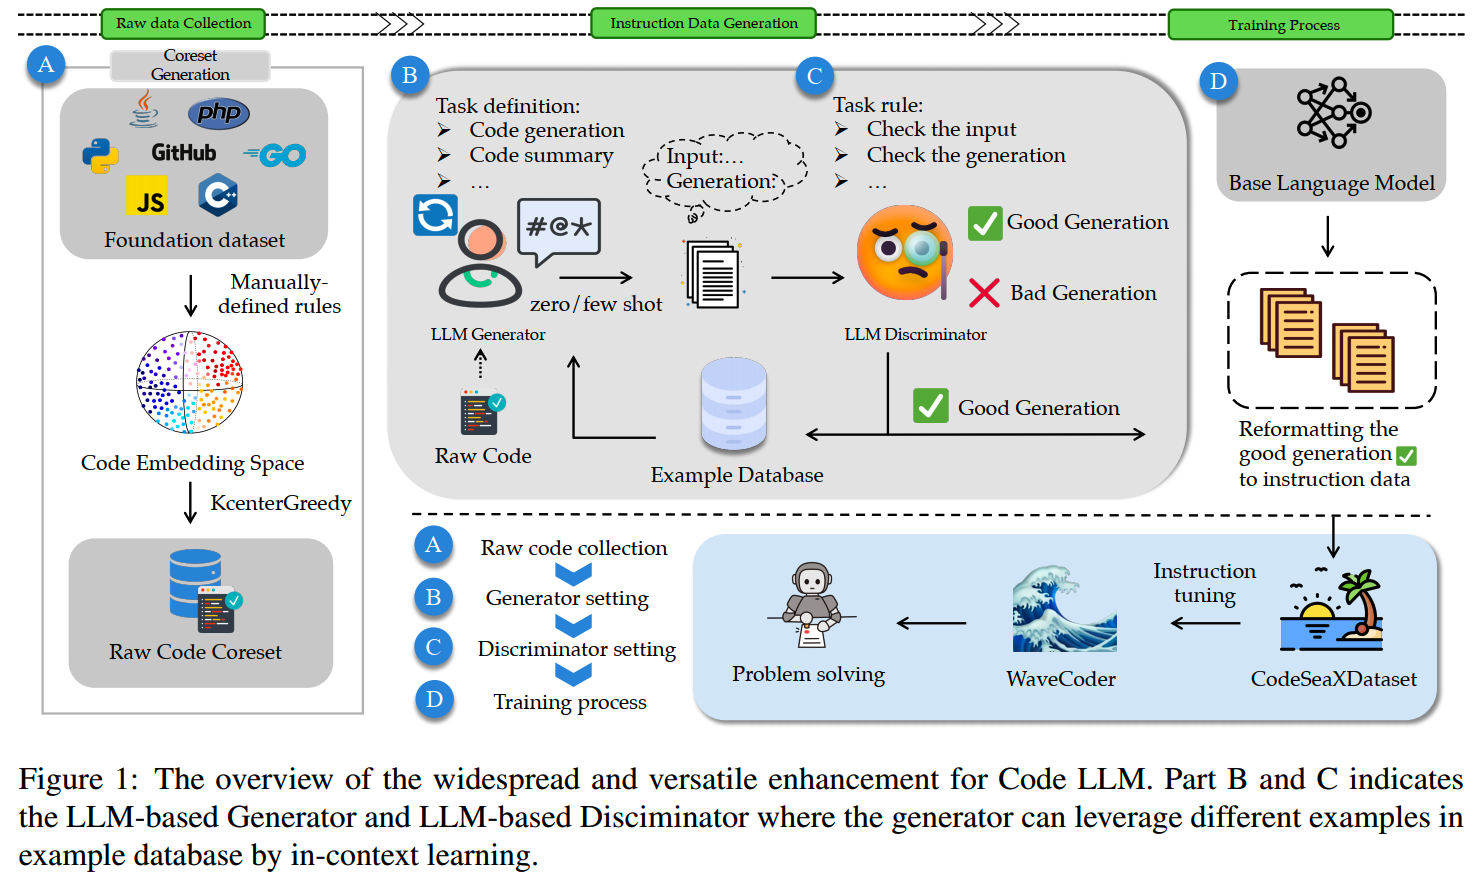 Raw data Collection
Instruction Data Generation
Training Process
A
Coreset
Generation
php
GitHub
GO
JS
C++
Foundation dataset
Manually-
defined rules
Code Embedding Space
KcenterGreedy
Raw Code Coreset
B
Task definition:
Code generation
Code summary
…
#@*
LLM Generator
zero/few shot
Input:…
Generation:
Raw Code
Example Database
C
Task rule:
Check the input
Check the generation
…
Good Generation
Bad Generation
LLM Discriminator
Good Generation
D
Base Language Model
Reformatting the
good generation
to instruction data
A
Raw code collection
B
Generator setting
C
Discriminator setting
D
Training process
Problem solving
WaveCoder
Instruction
tuning
CodeSeaXDataset
Figure 1: The overview of the widespread and versatile enhancement for Code LLM. Part B and C indicates
the LLM-based Generator and LLM-based Disciminator where the generator can leverage different examples in
example database by in-context learning.